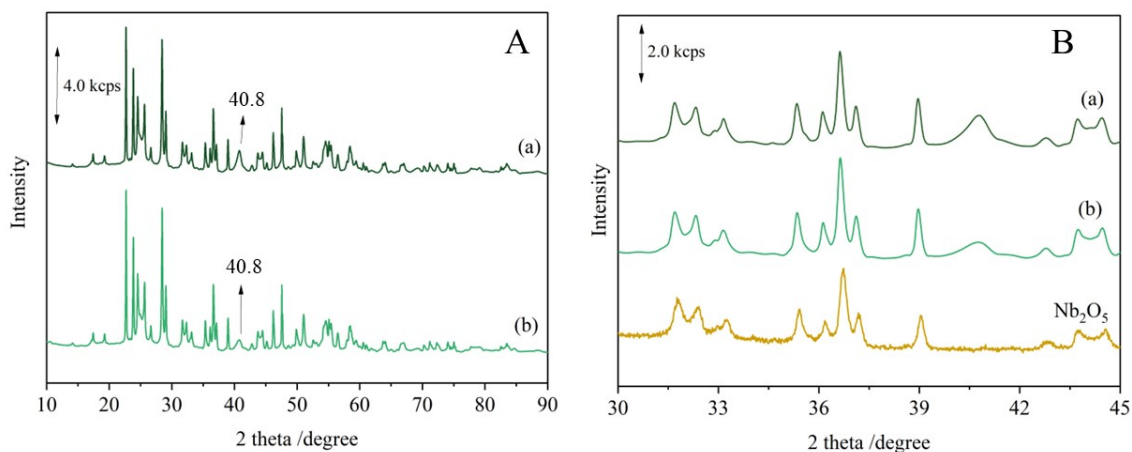 A
4.0 kcps
40.8
(a)
40.8
(b)
Intensity
10 20 30 40 50 60 70 80 90
2 theta /degree
B
2.0 kcps
(a)
(b)
Nb₂O₅
Intensity
30 33 36 39 42 45
2 theta /degree